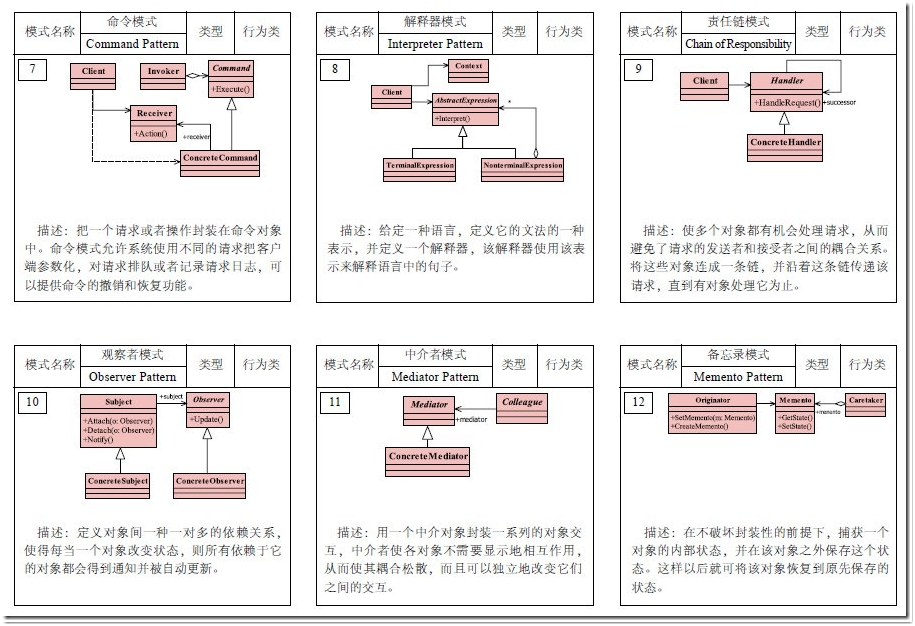 模式名称
命令模式
Command Pattern
类型
行为类
7
Client
Invoker
Command
+Execute()
Receiver
+Action()
+receiver
ConcreteCommand
描述：把一个请求或者操作封装在命令对象
中。命令模式允许系统使用不同的请求把客户
端参数化，对请求排队或者记录请求日志，可
以提供命令的撤销和恢复功能。
模式名称
解释器模式
Interpreter Pattern
类型
行为类
8
Context
Client
AbstractExpression
+Interpret()
*
TerminalExpression
NonterminalExpression
描述：给定一种语言，定义它的文法的一种
表示，并定义一个解释器，该解释器使用该表
示来解释语言中的句子。
模式名称
责任链模式
Chain of Responsibility
类型
行为类
9
Client
Handler
+HandleRequest()
+successor
ConcreteHandler
描述：使多个对象都有机会处理请求，从而
避免了请求的发送者和接受者之间的耦合关系。
将这些对象连成一条链，并沿着这条链传递该
请求，直到有对象处理它为止。
模式名称
观察者模式
Observer Pattern
类型
行为类
10
Subject
+Attach(o: Observer)
+Detach(o: Observer)
+Notify()
+subject
Observer
+Update()
ConcreteSubject
ConcreteObserver
描述：定义对象间一种一对多的依赖关系，
使得每当一个对象改变状态，则所有依赖于它
的对象都会得到通知并被自动更新。
模式名称
中介者模式
Mediator Pattern
类型
行为类
11
Mediator
Colleague
+mediator
ConcreteMediator
描述：用一个中介对象封装一系列的对象交
互，中介者使各对象不需要显示地相互作用，
从而使其耦合松散，而且可以独立地改变它们
之间的交互。
模式名称
备忘录模式
Memento Pattern
类型
行为类
12
Originator
+SetMemento(m: Memento)
+CreateMemento()
Memento
+GetState()
+SetState()
+memento
Caretaker
描述：在不破坏封装性的前提下，捕获一个
对象的内部状态，并在该对象之外保存这个状
态。这样以后就可将该对象恢复到原先保存的
状态。